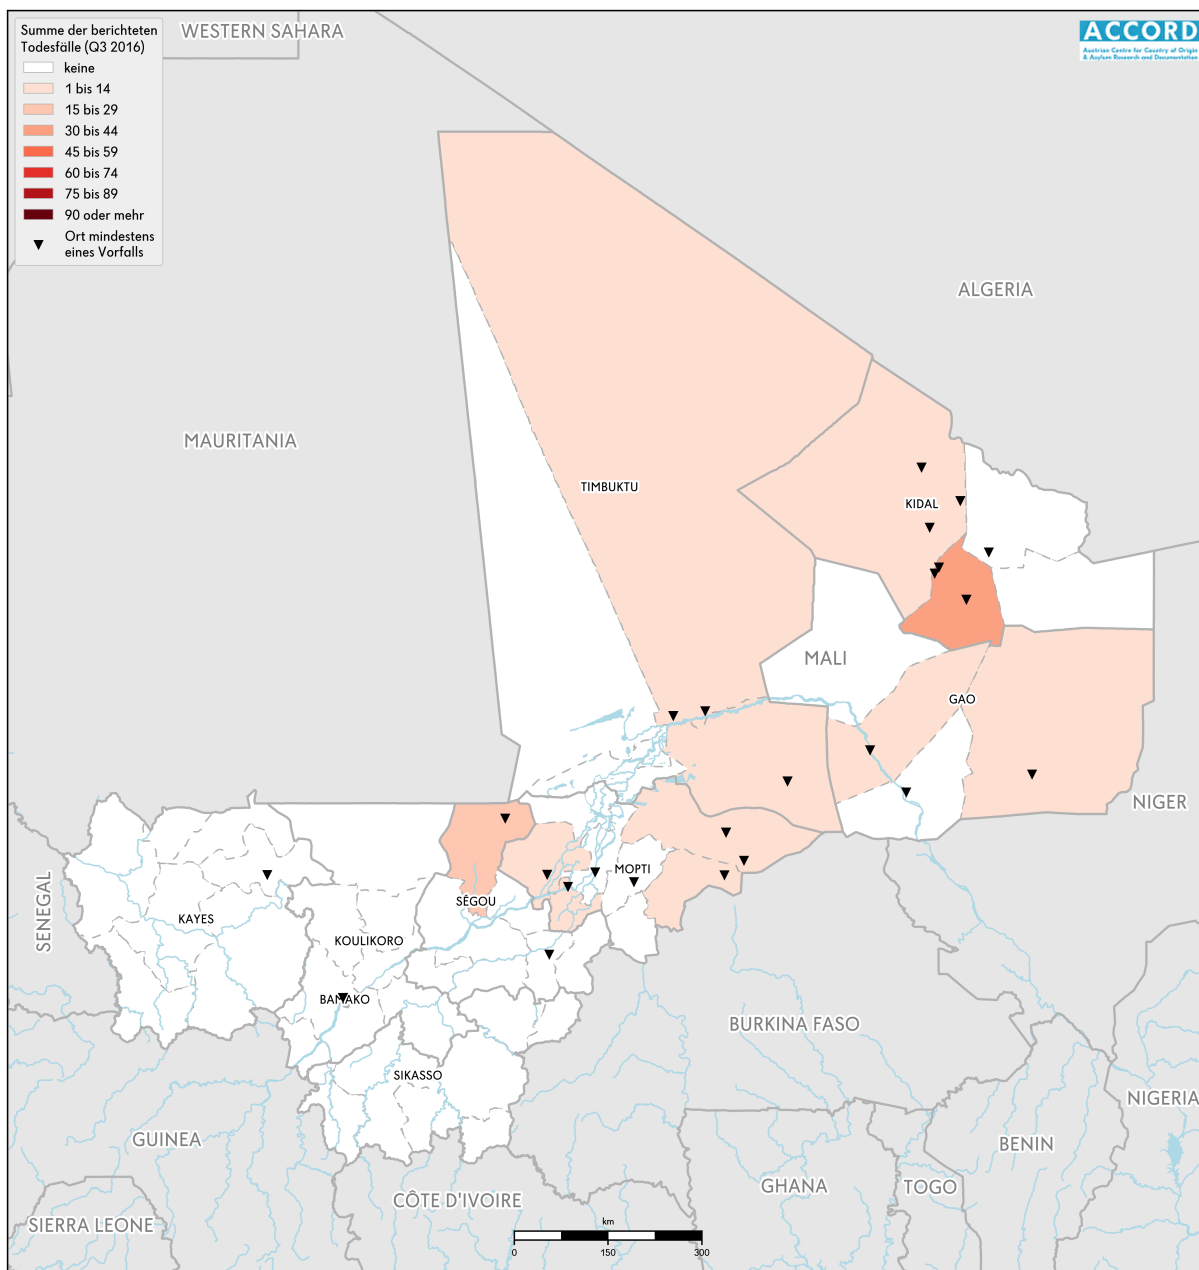 Summe der berichteten
Todesfälle (Q3 2016)
keine
1 bis 14
15 bis 29
30 bis 44
45 bis 59
60 bis 74
75 bis 89
90 oder mehr
Ort mindestens
eines Vorfalls
WESTERN SAHARA
ACCORD
Austrian Centre for Country of Origin
& Asylum Research and Documentation
ALGERIA
MAURITANIA
TIMBUKTU
KIDAL
MALI
GAO
NIGER
MOPTI
SÉGOU
SENEGAL
KAYES
KOULIKORO
BAMAKO
BURKINA FASO
SIKASSO
NIGERIA
GUINEA
BENIN
GHANA
TOGO
CÔTE D'IVOIRE
SIERRA LEONE
km
0 150 300